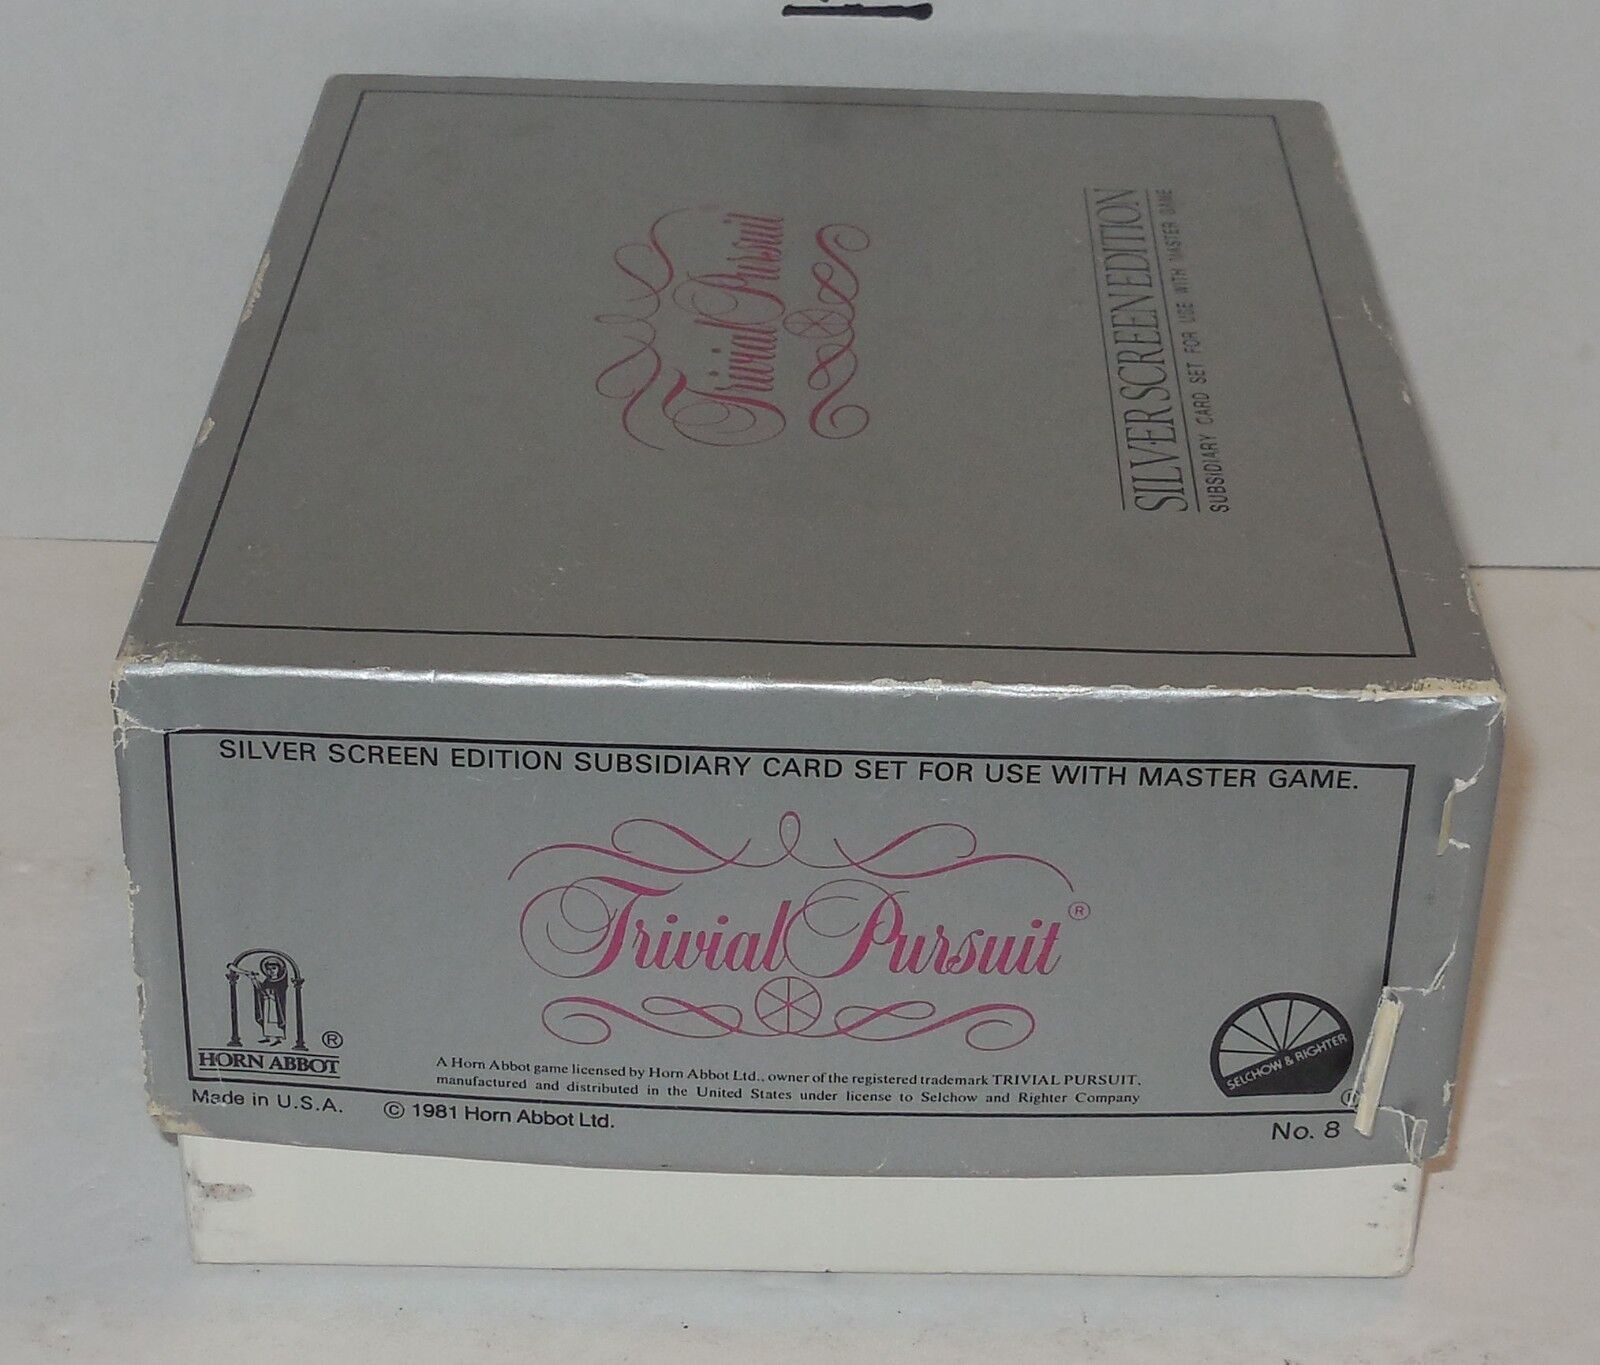 Trivial Pursuit
SILVER SCREEN EDITION
SUBSIDIARY CARD SET FOR USE WITH MASTER GAME
SILVER SCREEN EDITION SUBSIDIARY CARD SET FOR USE WITH MASTER GAME.
Trivial Pursuit®
HORN ABBOT ®
SELCHOW & RIGHTER ®
A Horn Abbot game licensed by Horn Abbot Ltd., owner of the registered trademark TRIVIAL PURSUIT,
manufactured and distributed in the United States under license to Selchow and Righter Company
Made in U.S.A. © 1981 Horn Abbot Ltd. No. 8